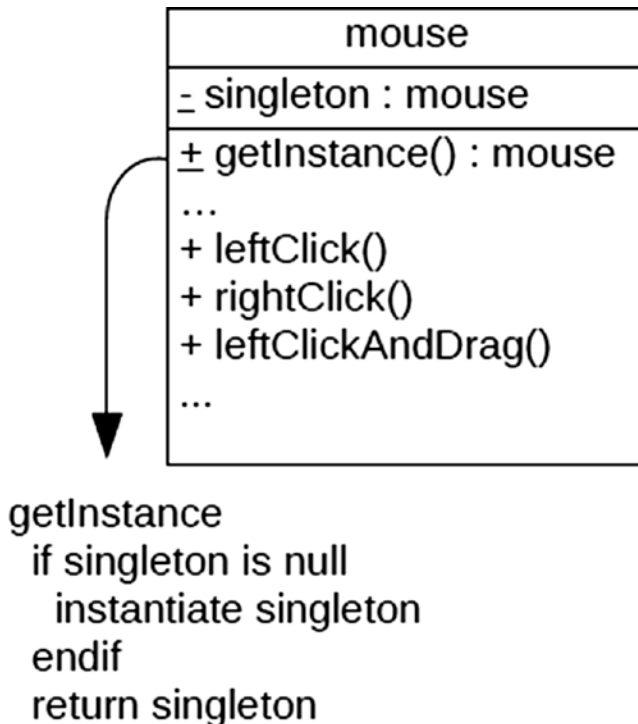 mouse
- singleton : mouse
+ getInstance() : mouse
...
+ leftClick()
+ rightClick()
+ leftClickAndDrag()
...
getInstance
if singleton is null
instantiate singleton
endif
return singleton